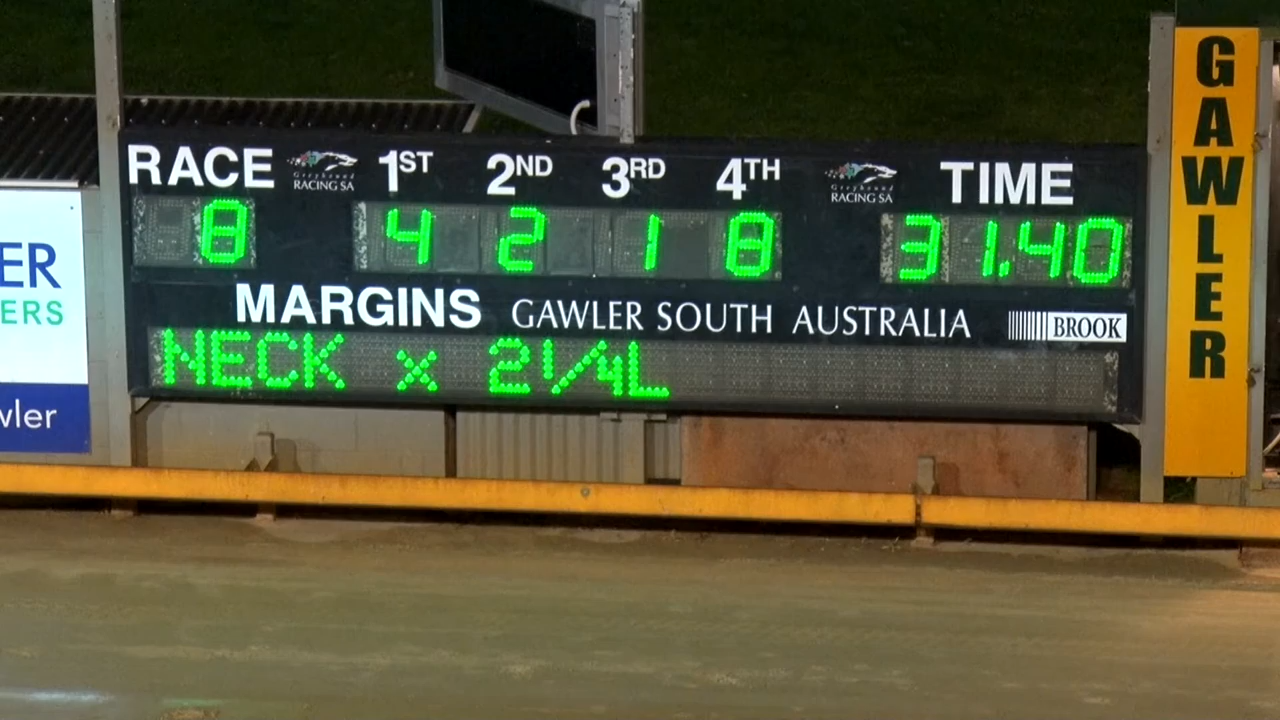 RACE Greyhound RACING SA 1ST 2ND 3RD 4TH Greyhound RACING SA TIME
8 4 2 1 8 31.40
MARGINS GAWLER SOUTH AUSTRALIA BROOK
NECK x 2¼L
GAWLER
ER
ERS
wler